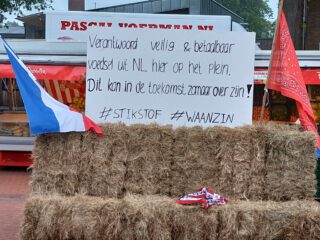 PASCAL VOERMAN.NL
Verantwoord veilig & betaalbaar
voedsel uit NL hier op het plein.
Dit kan in de toekomst zomaar over zijn!
#STIKSTOF #WAANZIN